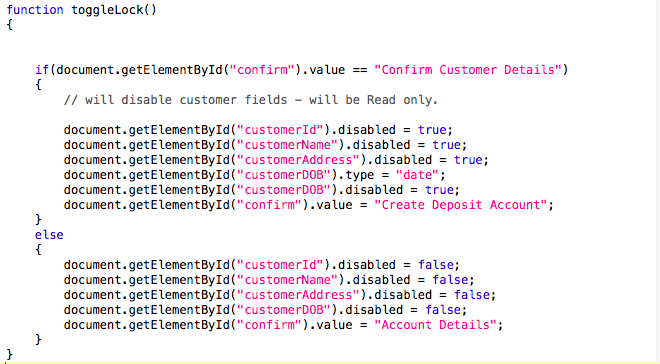 function toggleLock()
{
if(document.getElementById("confirm").value == "Confirm Customer Details")
{
// will disable customer fields - will be Read only.
document.getElementById("customerId").disabled = true;
document.getElementById("customerName").disabled = true;
document.getElementById("customerAddress").disabled = true;
document.getElementById("customerDOB").type = "date";
document.getElementById("customerDOB").disabled = true;
document.getElementById("confirm").value = "Create Deposit Account";
}
else
{
document.getElementById("customerId").disabled = false;
document.getElementById("customerName").disabled = false;
document.getElementById("customerAddress").disabled = false;
document.getElementById("customerDOB").disabled = false;
document.getElementById("confirm").value = "Account Details";
}
}